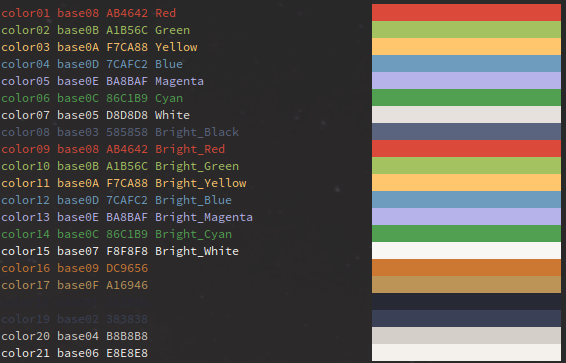 color01 base08 AB4642 Red
color02 base0B A1B56C Green
color03 base0A F7CA88 Yellow
color04 base0D 7CAFC2 Blue
color05 base0E BA8BAF Magenta
color06 base0C 86C1B9 Cyan
color07 base05 D8D8D8 White
color08 base03 585858 Bright_Black
color09 base08 AB4642 Bright_Red
color10 base0B A1B56C Bright_Green
color11 base0A F7CA88 Bright_Yellow
color12 base0D 7CAFC2 Bright_Blue
color13 base0E BA8BAF Bright_Magenta
color14 base0C 86C1B9 Bright_Cyan
color15 base07 F8F8F8 Bright_White
color16 base09 DC9656
color17 base0F A16946
color19 base02 383838
color20 base04 B8B8B8
color21 base06 E8E8E8